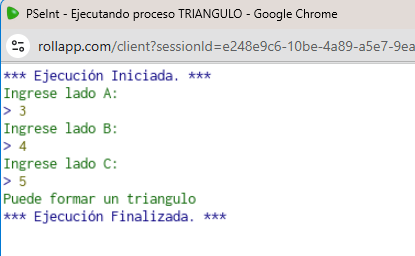 PSeInt - Ejecutando proceso TRIANGULO - Google Chrome
rollapp.com/client?sessionId=e248e9c6-10be-4a89-a5e7-9ea
*** Ejecución Iniciada. ***
Ingrese lado A:
> 3
Ingrese lado B:
> 4
Ingrese lado C:
> 5
Puede formar un triangulo
*** Ejecución Finalizada. ***